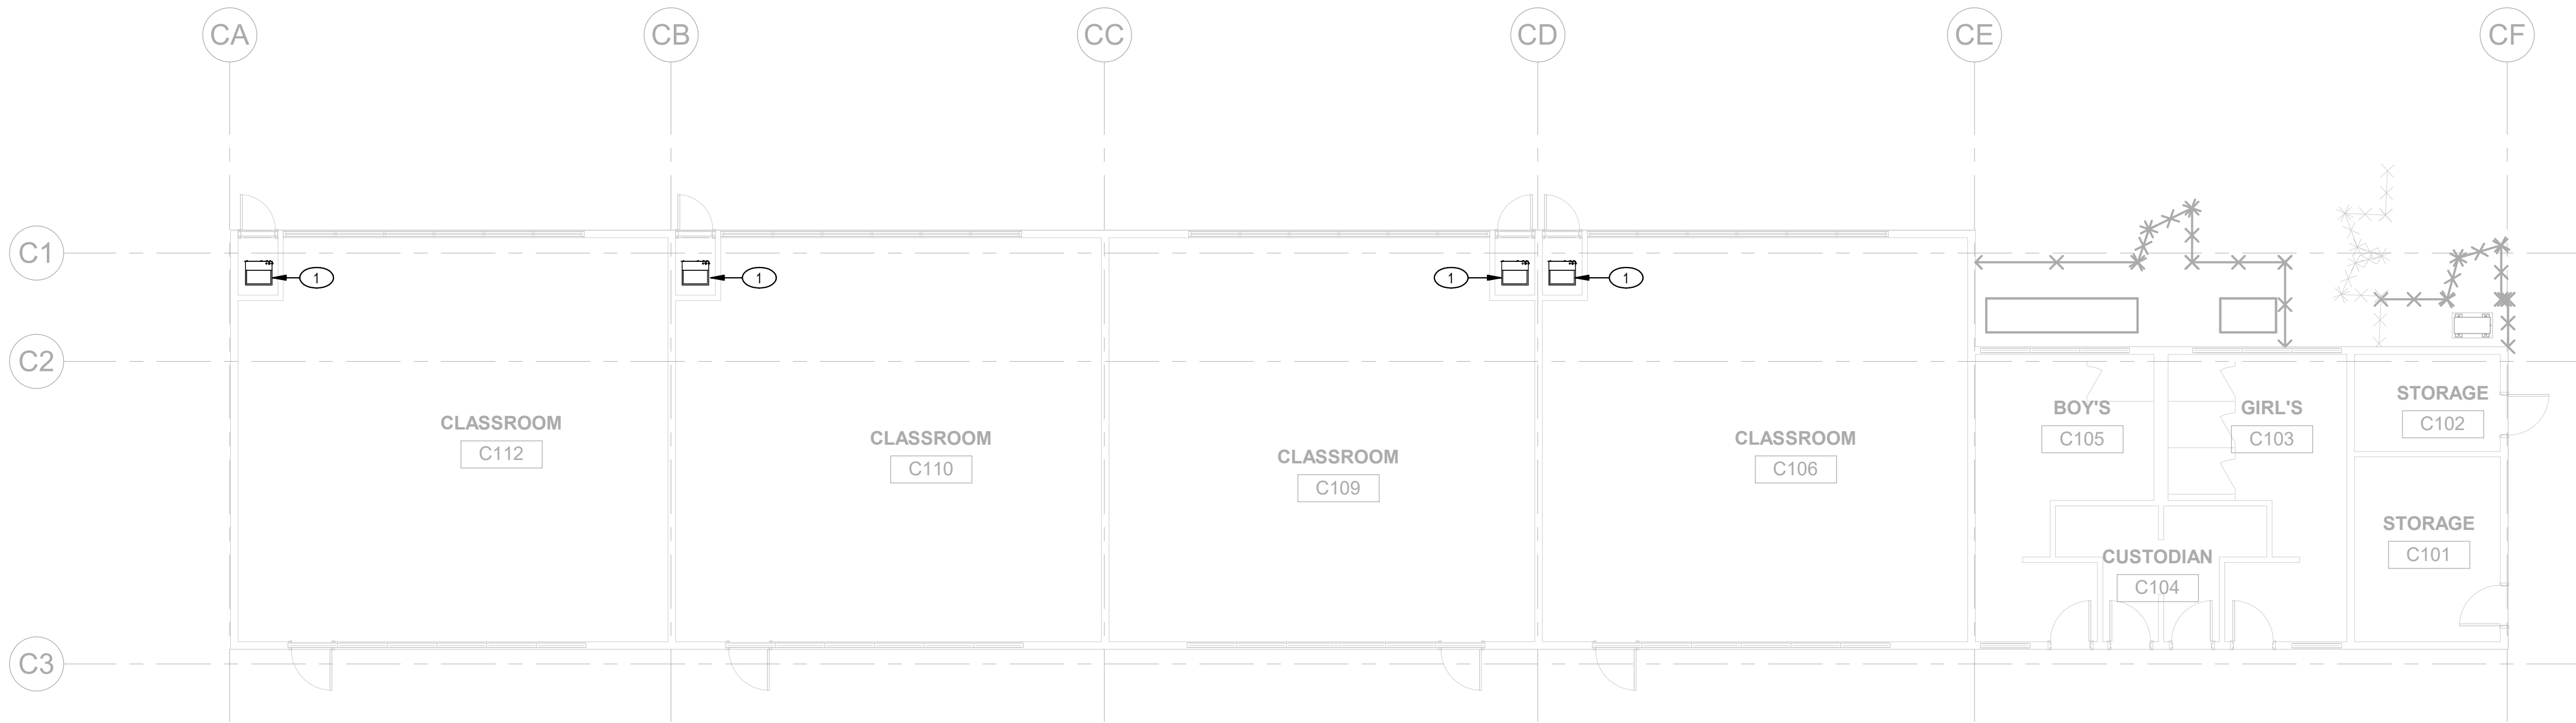 CA
CB
CC
CD
CE
CF
C1
1
1
1
1
C2
CLASSROOM
C112
CLASSROOM
C110
CLASSROOM
C109
CLASSROOM
C106
BOY'S
C105
GIRL'S
C103
STORAGE
C102
STORAGE
C101
CUSTODIAN
C104
C3